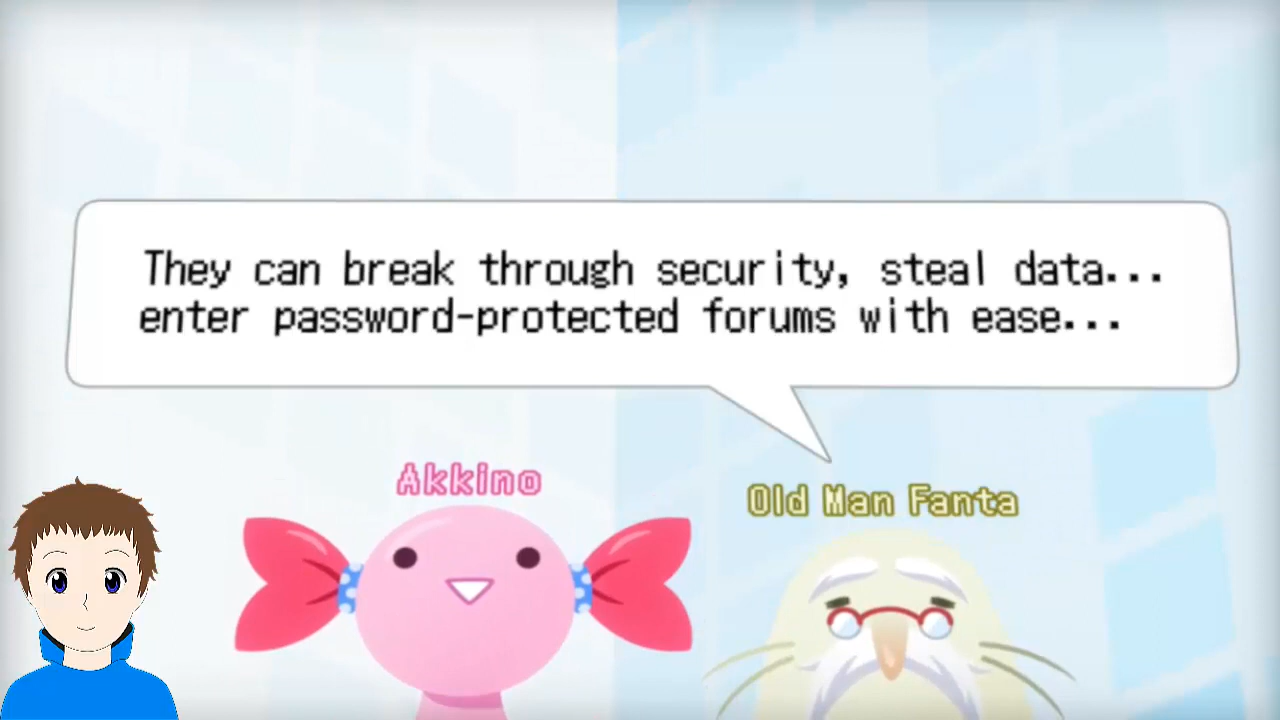 They can break through security, steal data...
enter password-protected forums with ease...
Akkino
Old Man Fanta